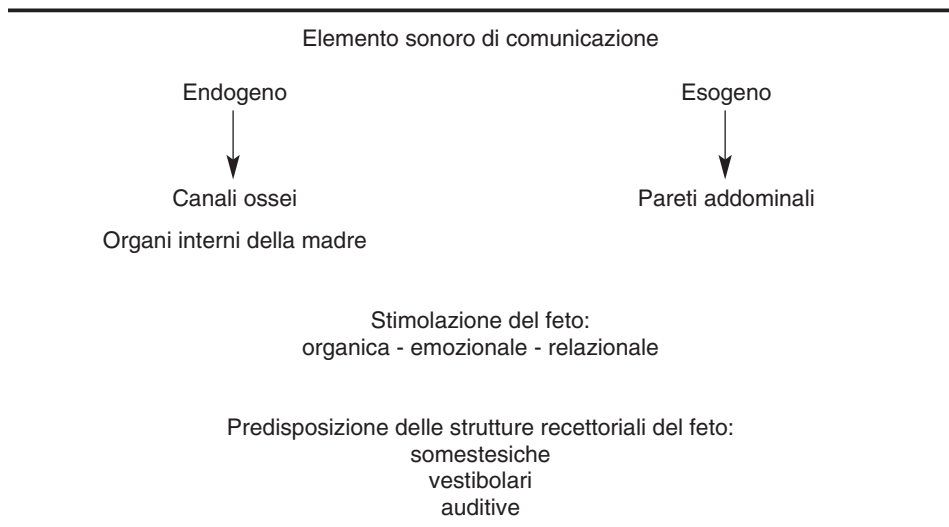 Elemento sonoro di comunicazione
Endogeno
Esogeno
Canali ossei
Pareti addominali
Organi interni della madre
Stimolazione del feto:
organica - emozionale - relazionale
Predisposizione delle strutture recettoriali del feto:
somestesiche
vestibolari
auditive